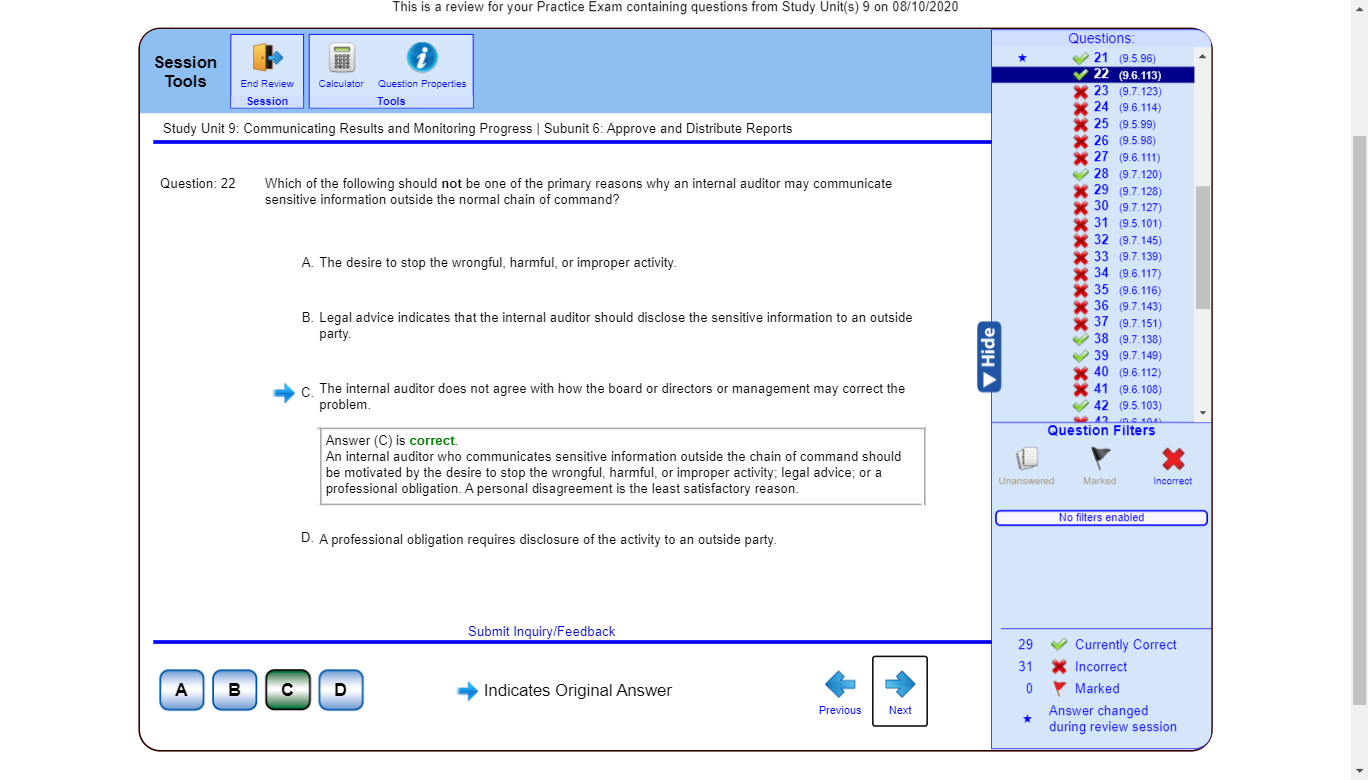 This is a review for your Practice Exam containing questions from Study Unit(s) 9 on 08/10/2020
Session
Tools
End Review
Session
Calculator
Question Properties
Tools
Study Unit 9: Communicating Results and Monitoring Progress | Subunit 6: Approve and Distribute Reports
Question: 22
Which of the following should not be one of the primary reasons why an internal auditor may communicate
sensitive information outside the normal chain of command?
A. The desire to stop the wrongful, harmful, or improper activity.
B. Legal advice indicates that the internal auditor should disclose the sensitive information to an outside
party.
C. The internal auditor does not agree with how the board or directors or management may correct the
problem.
Answer (C) is correct.
An internal auditor who communicates sensitive information outside the chain of command should
be motivated by the desire to stop the wrongful, harmful, or improper activity; legal advice; or a
professional obligation. A personal disagreement is the least satisfactory reason.
D. A professional obligation requires disclosure of the activity to an outside party.
Submit Inquiry/Feedback
A
B
C
D
Indicates Original Answer
Previous
Next
Hide
Questions:
21 (9.5.96)
22 (9.6.113)
23 (9.7.123)
24 (9.6.114)
25 (9.5.99)
26 (9.5.98)
27 (9.6.111)
28 (9.7.120)
29 (9.7.128)
30 (9.7.127)
31 (9.5.101)
32 (9.7.145)
33 (9.7.139)
34 (9.6.117)
35 (9.6.116)
36 (9.7.143)
37 (9.7.151)
38 (9.7.138)
39 (9.7.149)
40 (9.6.112)
41 (9.6.108)
42 (9.5.103)
Question Filters
Unanswered
Marked
Incorrect
No filters enabled
29 Currently Correct
31 Incorrect
0 Marked
Answer changed
during review session